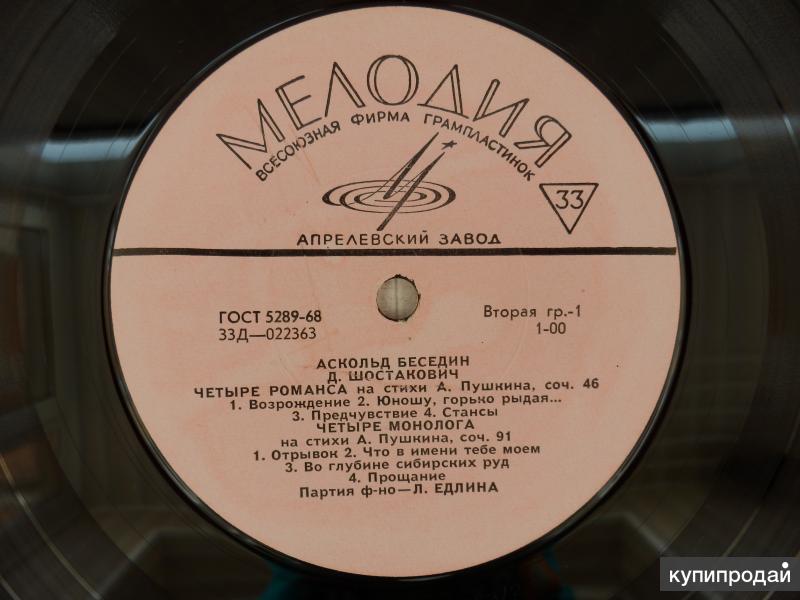 МЕЛОДИЯ
ВСЕСОЮЗНАЯ ФИРМА ГРАМПЛАСТИНОК
33
АПРЕЛЕВСКИЙ ЗАВОД
ГОСТ 5289-68
33Д—022363
Вторая гр.-1
1-00
АСКОЛЬД БЕСЕДИН
Д. ШОСТАКОВИЧ
ЧЕТЫРЕ РОМАНСА на стихи А. Пушкина, соч. 46
1. Возрождение 2. Юношу, горько рыдая...
3. Предчувствие 4. Стансы
ЧЕТЫРЕ МОНОЛОГА
на стихи А. Пушкина, соч. 91
1. Отрывок 2. Что в имени тебе моем
3. Во глубине сибирских руд
4. Прощание
Партия ф-но—Л. ЕДЛИНА
купипродай